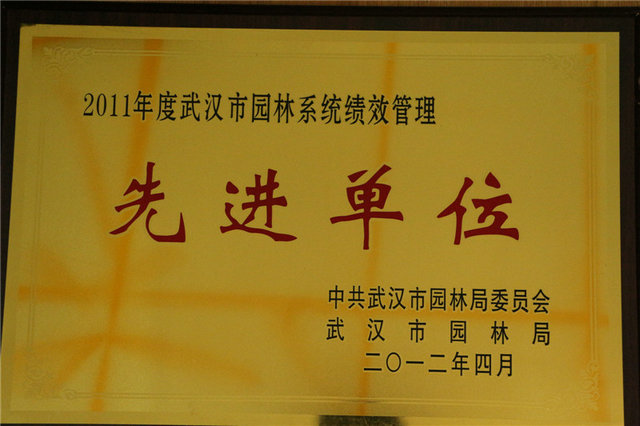 2011年度武汉市园林系统绩效管理
先进单位
中共武汉市园林局委员会
武汉市园林局
二〇一二年四月